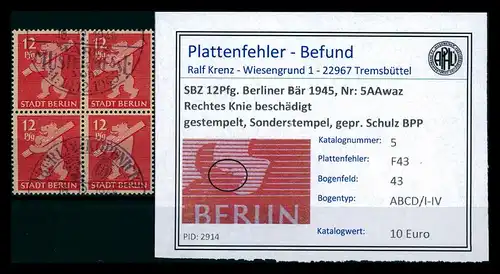 12
Pfg
STADT BERLIN
12
Pfg
STADT BERLIN
12
Pfg
STADT BERLIN
12
Pfg
STADT BERLIN
Plattenfehler - Befund
Ralf Krenz - Wiesengrund 1 - 22967 Tremsbüttel
SBZ 12Pfg. Berliner Bär 1945, Nr: 5AAwaz
Rechtes Knie beschädigt
gestempelt, Sonderstempel, gepr. Schulz BPP
Katalognummer: 5
Plattenfehler: F43
Bogenfeld: 43
Bogentyp: ABCD/I-IV
Katalogwert: 10 Euro
BERLIN
PID: 2914